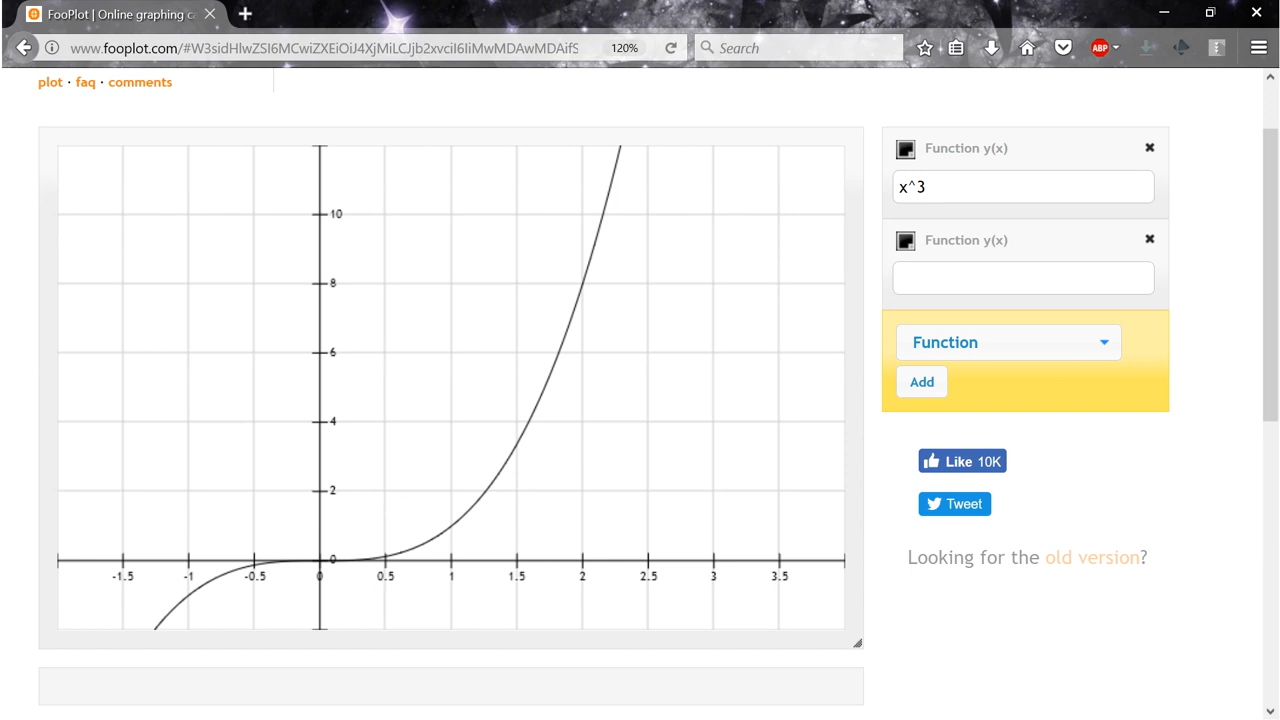 FooPlot | Online graphing ca
www.fooplot.com/#W3sidHlwZSI6MCwiZXEiOiJ4XjMiLCJjb2xvciI6IiMwMDAwMDAifS
120%
Search
ABP
plot · faq · comments
Function y(x)
x^3
Function y(x)
Function
Add
Like 10K
Tweet
Looking for the old version?
10
8
6
4
2
0
-1.5 -1 -0.5 0 0.5 1 1.5 2 2.5 3 3.5